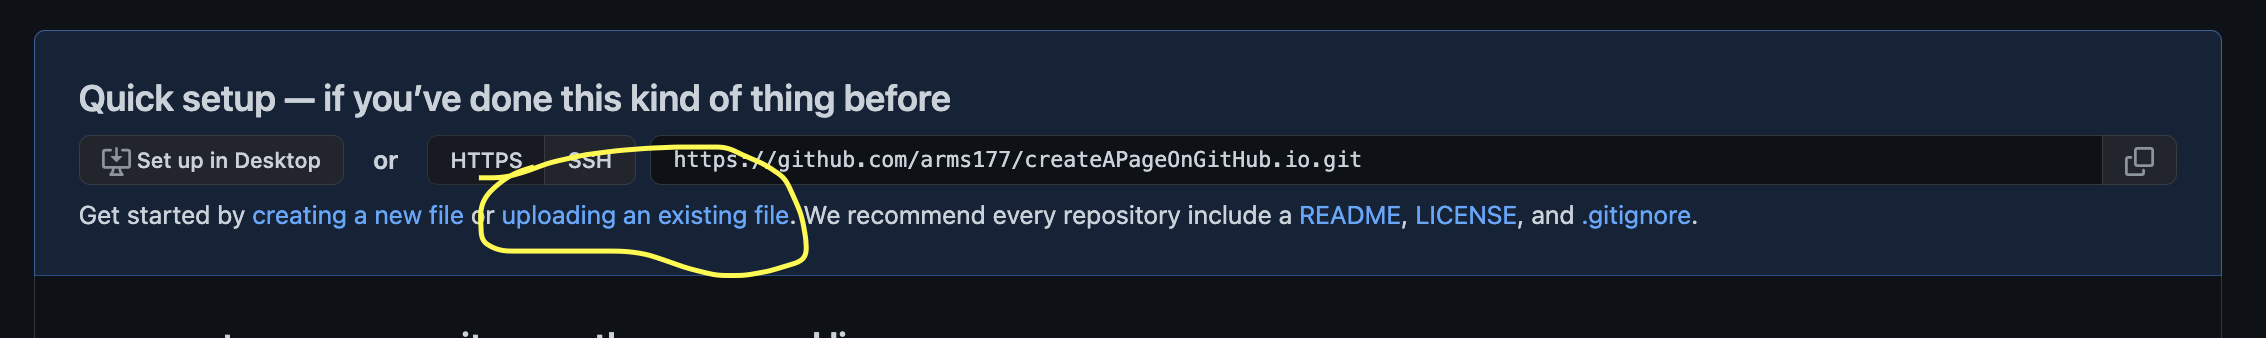 Quick setup — if you’ve done this kind of thing before
Set up in Desktop or HTTPS SSH https://github.com/arms177/createAPageOnGitHub.io.git
Get started by creating a new file or uploading an existing file. We recommend every repository include a README, LICENSE, and .gitignore.